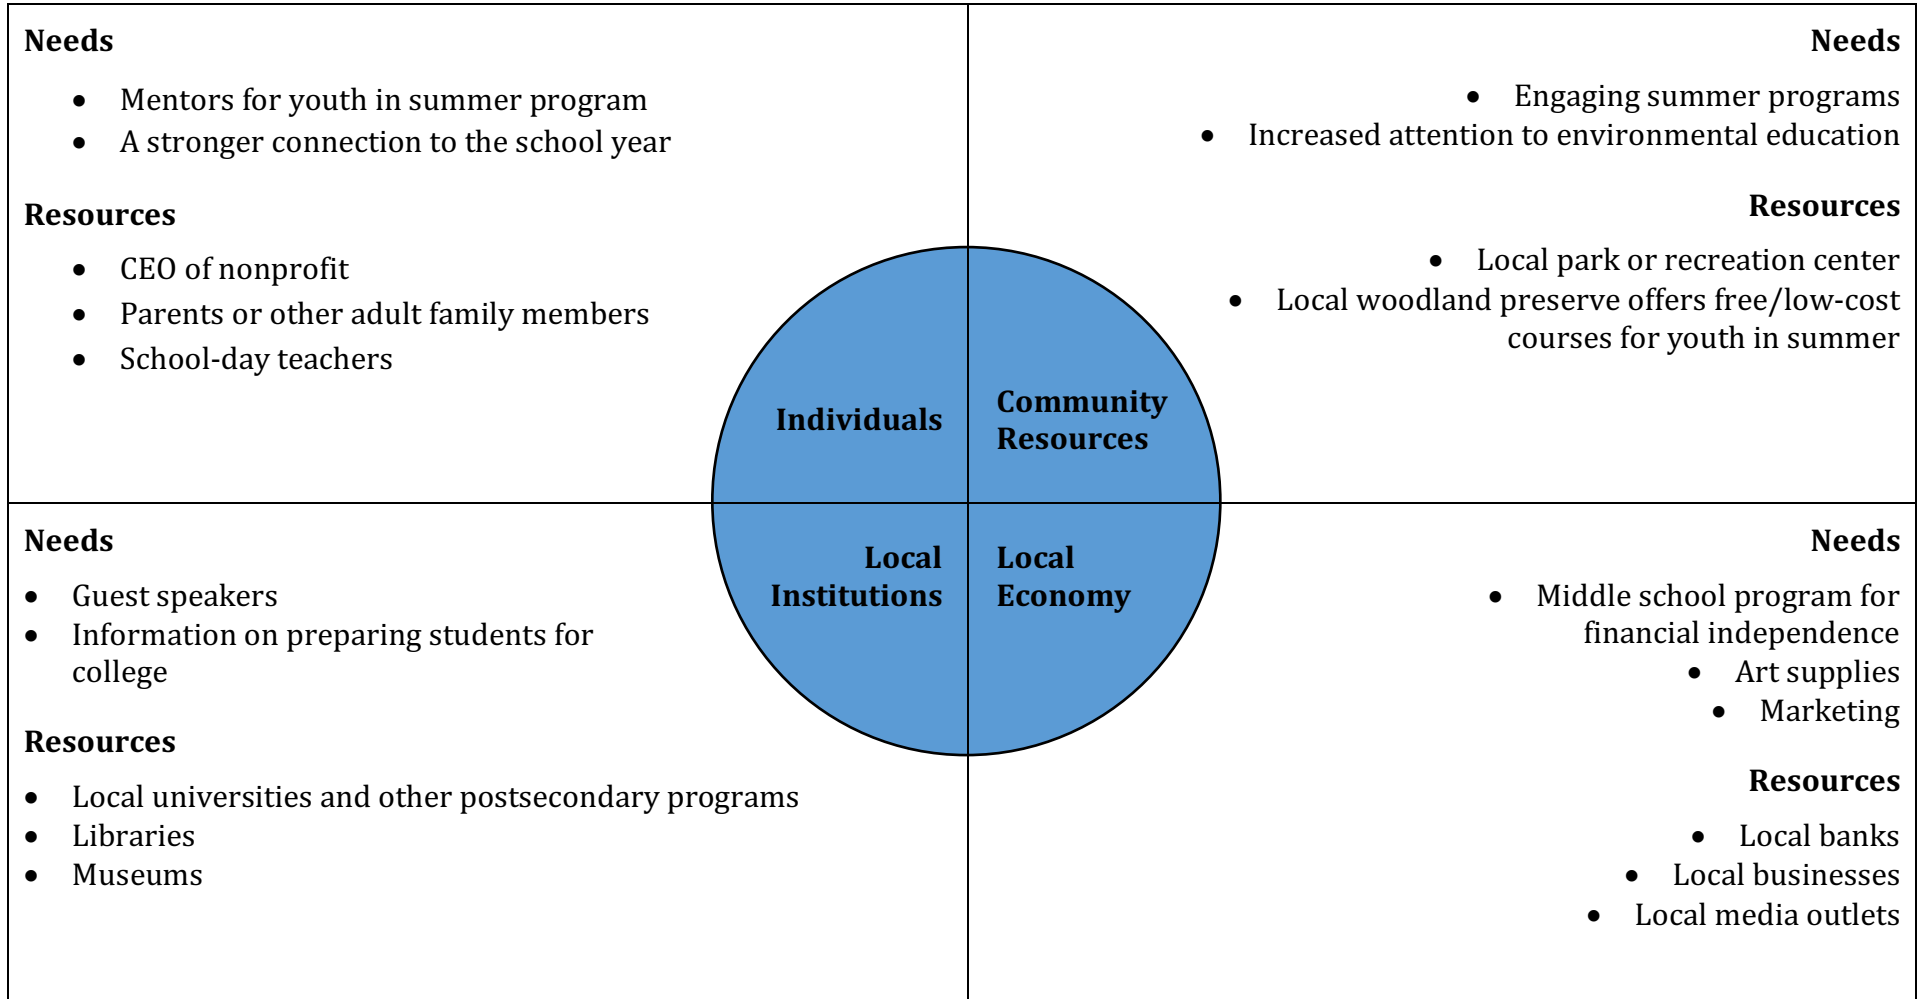 Needs
• Mentors for youth in summer program
• A stronger connection to the school year
Resources
• CEO of nonprofit
• Parents or other adult family members
• School-day teachers
Individuals
Needs
• Engaging summer programs
• Increased attention to environmental education
Resources
• Local park or recreation center
• Local woodland preserve offers free/low-cost
courses for youth in summer
Community
Resources
Needs
• Guest speakers
• Information on preparing students for
college
Resources
• Local universities and other postsecondary programs
• Libraries
• Museums
Local
Institutions
Needs
• Middle school program for
financial independence
• Art supplies
• Marketing
Resources
• Local banks
• Local businesses
• Local media outlets
Local
Economy